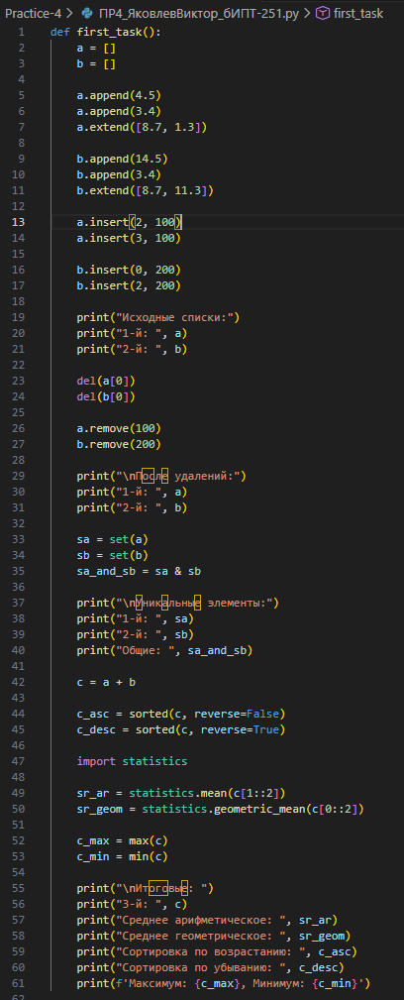 Practice-4 > ПР4_ЯковлевВиктор_бИПТ-251.py > first_task
1 def first_task():
2 a = []
3 b = []
4
5 a.append(4.5)
6 a.append(3.4)
7 a.extend([8.7, 1.3])
8
9 b.append(14.5)
10 b.append(3.4)
11 b.extend([8.7, 11.3])
12
13 a.insert(2, 100)
14 a.insert(3, 100)
15
16 b.insert(0, 200)
17 b.insert(2, 200)
18
19 print("Исходные списки:")
20 print("1-й: ", a)
21 print("2-й: ", b)
22
23 del(a[0])
24 del(b[0])
25
26 a.remove(100)
27 b.remove(200)
28
29 print("\nПосле удалений:")
30 print("1-й: ", a)
31 print("2-й: ", b)
32
33 sa = set(a)
34 sb = set(b)
35 sa_and_sb = sa & sb
36
37 print("\nУникальные элементы:")
38 print("1-й: ", sa)
39 print("2-й: ", sb)
40 print("Общие: ", sa_and_sb)
41
42 c = a + b
43
44 c_asc = sorted(c, reverse=False)
45 c_desc = sorted(c, reverse=True)
46
47 import statistics
48
49 sr_ar = statistics.mean(c[1::2])
50 sr_geom = statistics.geometric_mean(c[0::2])
51
52 c_max = max(c)
53 c_min = min(c)
54
55 print("\nИтоговые: ")
56 print("3-й: ", c)
57 print("Среднее арифметическое: ", sr_ar)
58 print("Среднее геометрическое: ", sr_geom)
59 print("Сортировка по возрастанию: ", c_asc)
60 print("Сортировка по убыванию: ", c_desc)
61 print(f'Максимум: {c_max}, Минимум: {c_min}')
62